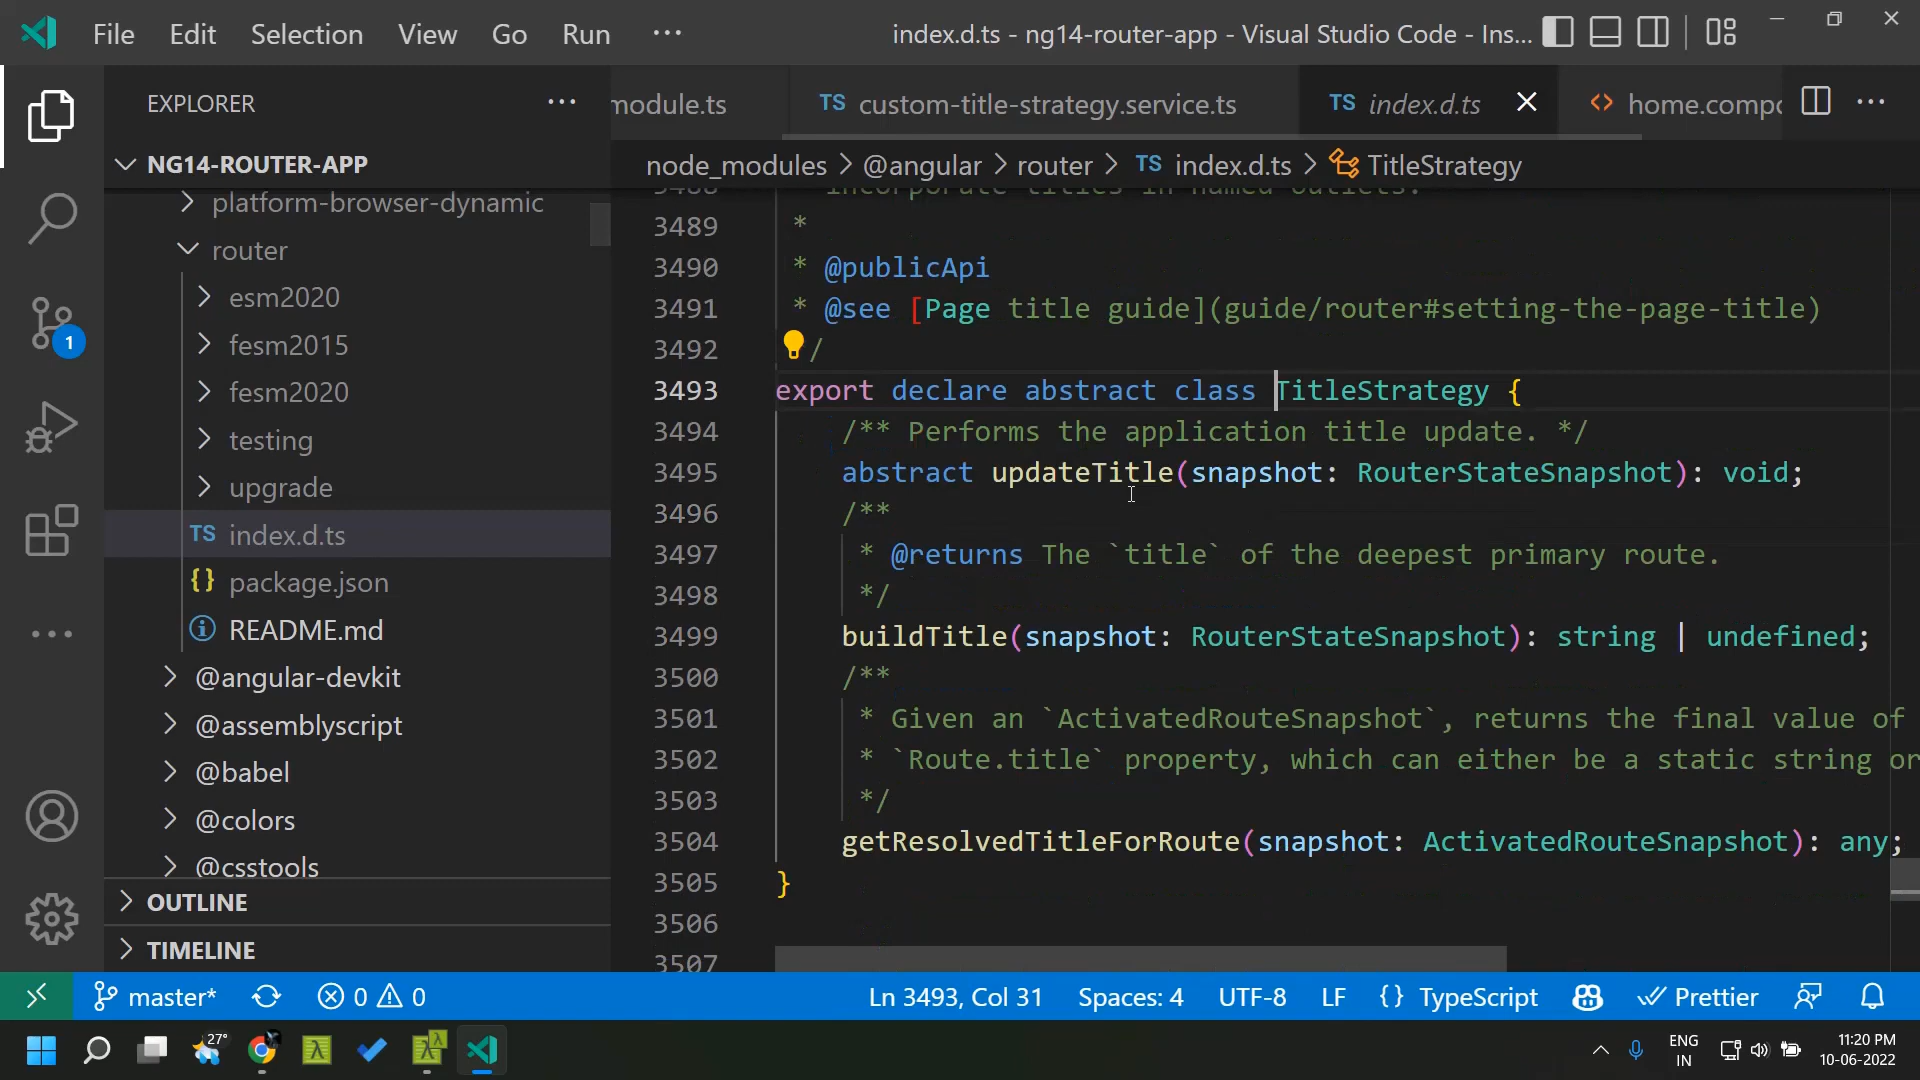 File Edit Selection View Go Run ···
index.d.ts - ng14-router-app - Visual Studio Code - Ins...
EXPLORER ···
module.ts
TS custom-title-strategy.service.ts
TS index.d.ts
<> home.compo ···
NG14-ROUTER-APP
node_modules > @angular > router > TS index.d.ts > TitleStrategy
platform-browser-dynamic
router
esm2020
fesm2015
fesm2020
testing
upgrade
TS index.d.ts
{} package.json
README.md
@angular-devkit
@assemblyscript
@babel
@colors
@csstools
OUTLINE
TIMELINE
1
3488 incorporate titles in named outlets.
3489 *
3490 * @publicApi
3491 * @see [Page title guide](guide/router#setting-the-page-title)
3492 /
3493 export declare abstract class TitleStrategy {
3494 /** Performs the application title update. */
3495 abstract updateTitle(snapshot: RouterStateSnapshot): void;
3496 /**
3497 * @returns The `title` of the deepest primary route.
3498 */
3499 buildTitle(snapshot: RouterStateSnapshot): string | undefined;
3500 /**
3501 * Given an `ActivatedRouteSnapshot`, returns the final value of
3502 * `Route.title` property, which can either be a static string or
3503 */
3504 getResolvedTitleForRoute(snapshot: ActivatedRouteSnapshot): any;
3505 }
3506
3507
master* 0 0 Ln 3493, Col 31 Spaces: 4 UTF-8 LF {} TypeScript Prettier
27°
ENG
IN
11:20 PM
10-06-2022